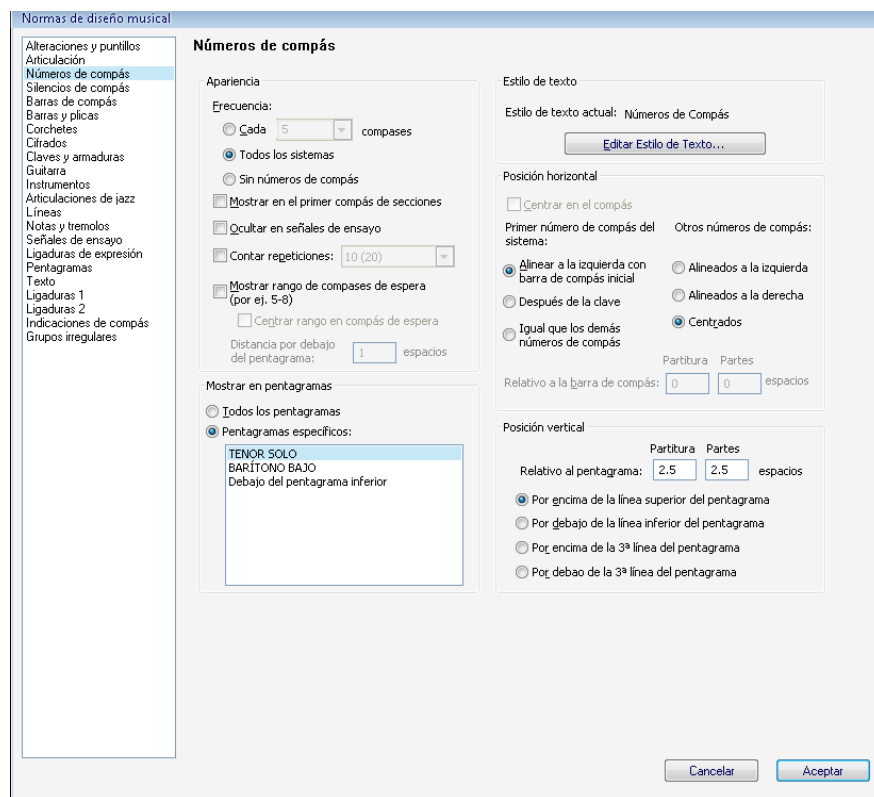 Normas de diseño musical
Alteraciones y puntillos
Articulación
Números de compás
Silencios de compás
Barras de compás
Barras y plicas
Corchetes
Cifrados
Claves y armaduras
Guitarra
Instrumentos
Articulaciones de jazz
Líneas
Notas y tremolos
Señales de ensayo
Ligaduras de expresión
Pentagramas
Texto
Ligaduras 1
Ligaduras 2
Indicaciones de compás
Grupos irregulares
Números de compás
Apariencia
Frecuencia:
Cada 5 compases
Todos los sistemas
Sin números de compás
Mostrar en el primer compás de secciones
Ocultar en señales de ensayo
Contar repeticiones: 10 (20)
Mostrar rango de compases de espera
(por ej. 5-8)
Centrar rango en compás de espera
Distancia por debajo
del pentagrama: 1 espacios
Mostrar en pentagramas
Todos los pentagramas
Pentagramas específicos:
TENOR SOLO
BARÍTONO BAJO
Debajo del pentagrama inferior
Estilo de texto
Estilo de texto actual: Números de Compás
Editar Estilo de Texto...
Posición horizontal
Centrar en el compás
Primer número de compás del
sistema:
Alinear a la izquierda con
barra de compás inicial
Después de la clave
Igual que los demás
números de compás
Otros números de compás:
Alineados a la izquierda
Alineados a la derecha
Centrados
Partitura Partes
Relativo a la barra de compás: 0 0 espacios
Posición vertical
Partitura Partes
Relativo al pentagrama: 2.5 2.5 espacios
Por encima de la línea superior del pentagrama
Por debajo de la línea inferior del pentagrama
Por encima de la 3ª línea del pentagrama
Por debao de la 3ª línea del pentagrama
Cancelar
Aceptar